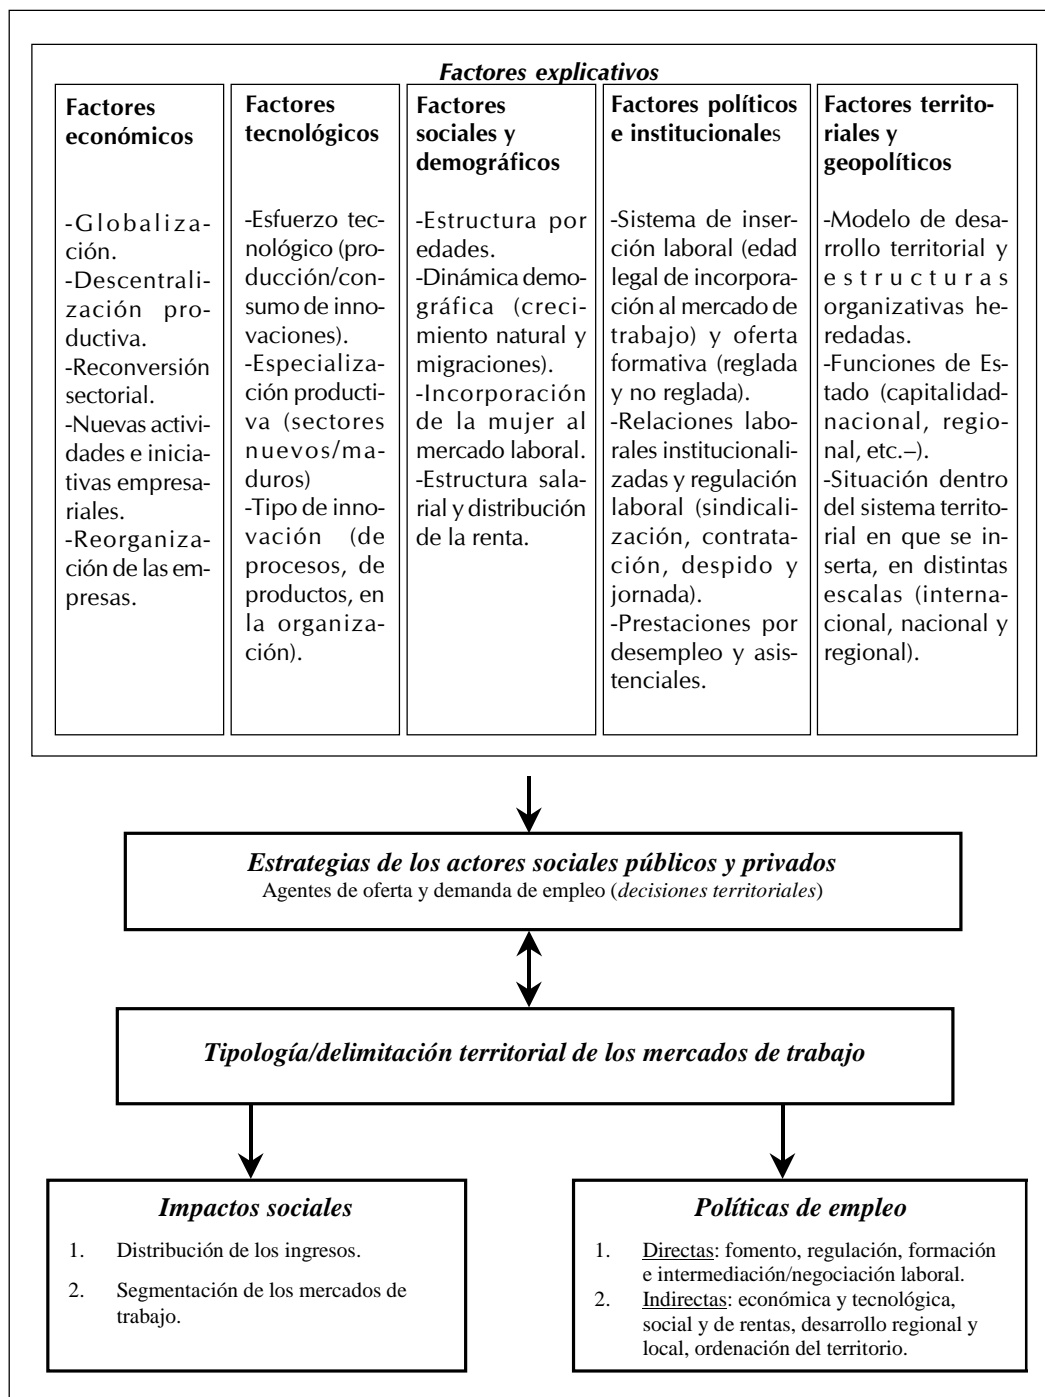 Factores explicativos
Factores
económicos
-Globaliza-
ción.
-Descentrali-
zación pro-
ductiva.
-Reconversión
sectorial.
-Nuevas activi-
dades e inicia-
tivas empresa-
riales.
-Reorganiza-
ción de las em-
presas.
Factores
tecnológicos
-Esfuerzo tec-
nológico (pro-
ducción/con-
sumo de inno-
vaciones).
-Especializa-
ción producti-
va (sectores
nuevos/ma-
duros)
-Tipo de inno-
vación (de
procesos, de
productos, en
la organiza-
ción).
Factores
sociales y
demográficos
-Estructura por
edades.
-Dinámica demo-
gráfica (creci-
miento natural y
migraciones).
-Incorporación
de la mujer al
mercado laboral.
-Estructura sala-
rial y distribución
de la renta.
Factores políticos
e institucionales
-Sistema de inser-
ción laboral (edad
legal de incorpora-
ción al mercado de
trabajo) y oferta
formativa (reglada
y no reglada).
-Relaciones labo-
rales institucionali-
zadas y regulación
laboral (sindicali-
zación, contrata-
ción, despido y
jornada).
-Prestaciones por
desempleo y asis-
tenciales.
Factores territo-
riales y
geopolíticos
-Modelo de desa-
rrollo territorial y
estructuras
organizativas he-
redadas.
-Funciones de Es-
tado (capitalidad-
nacional, regio-
nal, etc.–).
-Situación dentro
del sistema territo-
rial en que se in-
serta, en distintas
escalas (interna-
cional, nacional y
regional).
Estrategias de los actores sociales públicos y privados
Agentes de oferta y demanda de empleo (decisiones territoriales)
Tipología/delimitación territorial de los mercados de trabajo
Impactos sociales
1. Distribución de los ingresos.
2. Segmentación de los mercados de
trabajo.
Políticas de empleo
1. Directas: fomento, regulación, formación
e intermediación/negociación laboral.
2. Indirectas: económica y tecnológica,
social y de rentas, desarrollo regional y
local, ordenación del territorio.